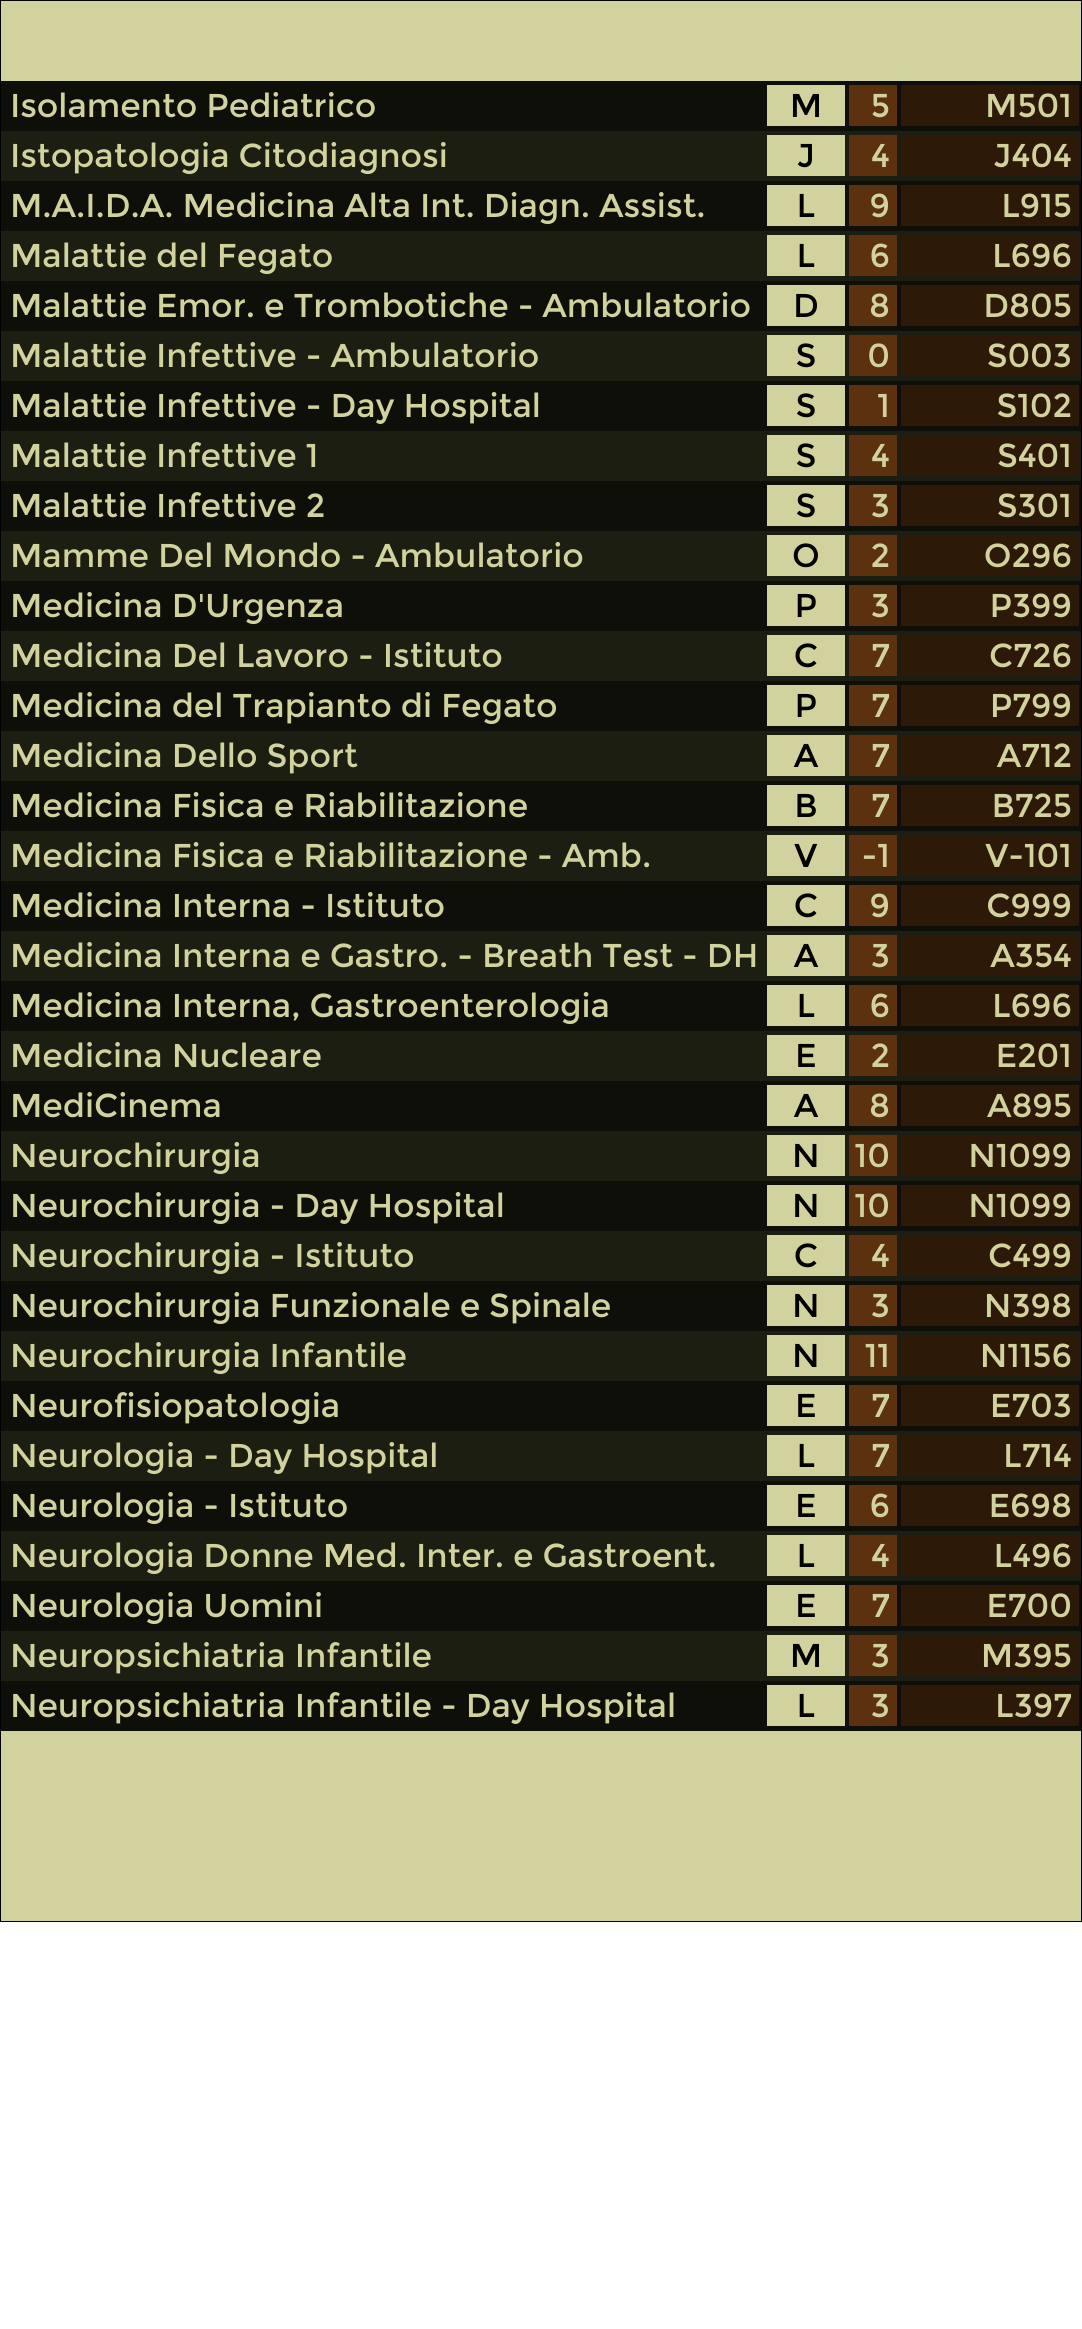 Isolamento Pediatrico M 5 M501
Istopatologia Citodiagnosi J 4 J404
M.A.I.D.A. Medicina Alta Int. Diagn. Assist. L 9 L915
Malattie del Fegato L 6 L696
Malattie Emor. e Trombotiche - Ambulatorio D 8 D805
Malattie Infettive - Ambulatorio S 0 S003
Malattie Infettive - Day Hospital S 1 S102
Malattie Infettive 1 S 4 S401
Malattie Infettive 2 S 3 S301
Mamme Del Mondo - Ambulatorio O 2 O296
Medicina D'Urgenza P 3 P399
Medicina Del Lavoro - Istituto C 7 C726
Medicina del Trapianto di Fegato P 7 P799
Medicina Dello Sport A 7 A712
Medicina Fisica e Riabilitazione B 7 B725
Medicina Fisica e Riabilitazione - Amb. V -1 V-101
Medicina Interna - Istituto C 9 C999
Medicina Interna e Gastro. - Breath Test - DH A 3 A354
Medicina Interna, Gastroenterologia L 6 L696
Medicina Nucleare E 2 E201
MediCinema A 8 A895
Neurochirurgia N 10 N1099
Neurochirurgia - Day Hospital N 10 N1099
Neurochirurgia - Istituto C 4 C499
Neurochirurgia Funzionale e Spinale N 3 N398
Neurochirurgia Infantile N 11 N1156
Neurofisiopatologia E 7 E703
Neurologia - Day Hospital L 7 L714
Neurologia - Istituto E 6 E698
Neurologia Donne Med. Inter. e Gastroent. L 4 L496
Neurologia Uomini E 7 E700
Neuropsichiatria Infantile M 3 M395
Neuropsichiatria Infantile - Day Hospital L 3 L397